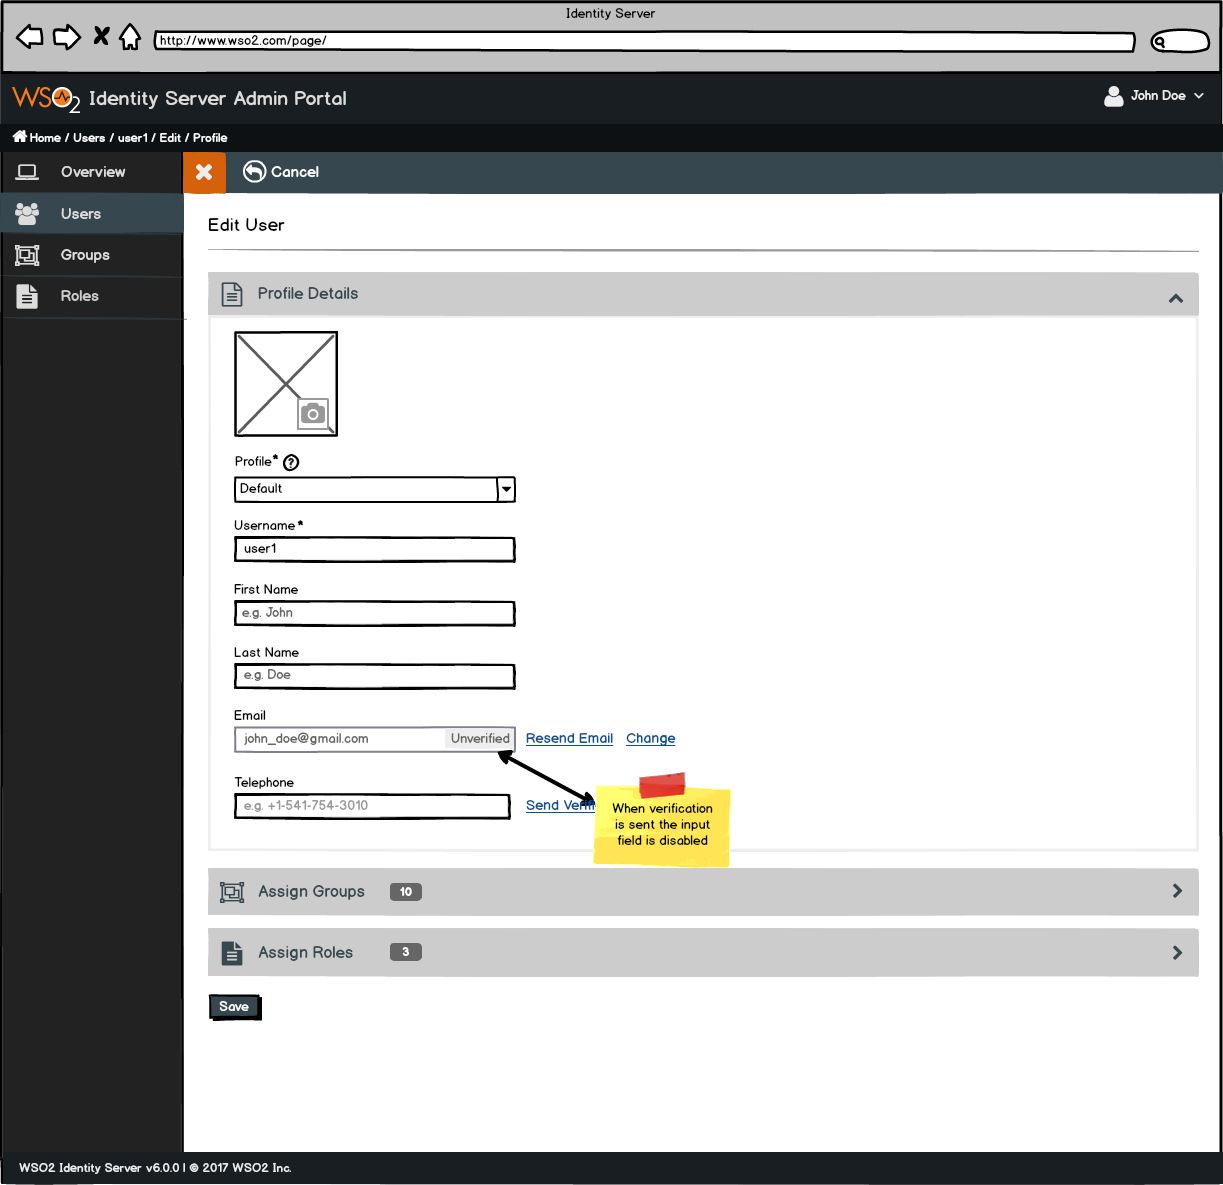 Identity Server
http://www.wso2.com/page/
WSO2 Identity Server Admin Portal
John Doe
Home / Users / user1 / Edit / Profile
Overview
Cancel
Users
Groups
Roles
Edit User
Profile Details
Profile*
?
Default
Username*
user1
First Name
e.g. John
Last Name
e.g. Doe
Email
john_doe@gmail.com Unverified Resend Email Change
Telephone
e.g. +1-541-754-3010 Send
When verification
is sent the input
field is disabled
Assign Groups 10
Assign Roles 3
Save
WSO2 Identity Server v6.0.0 | © 2017 WSO2 Inc.